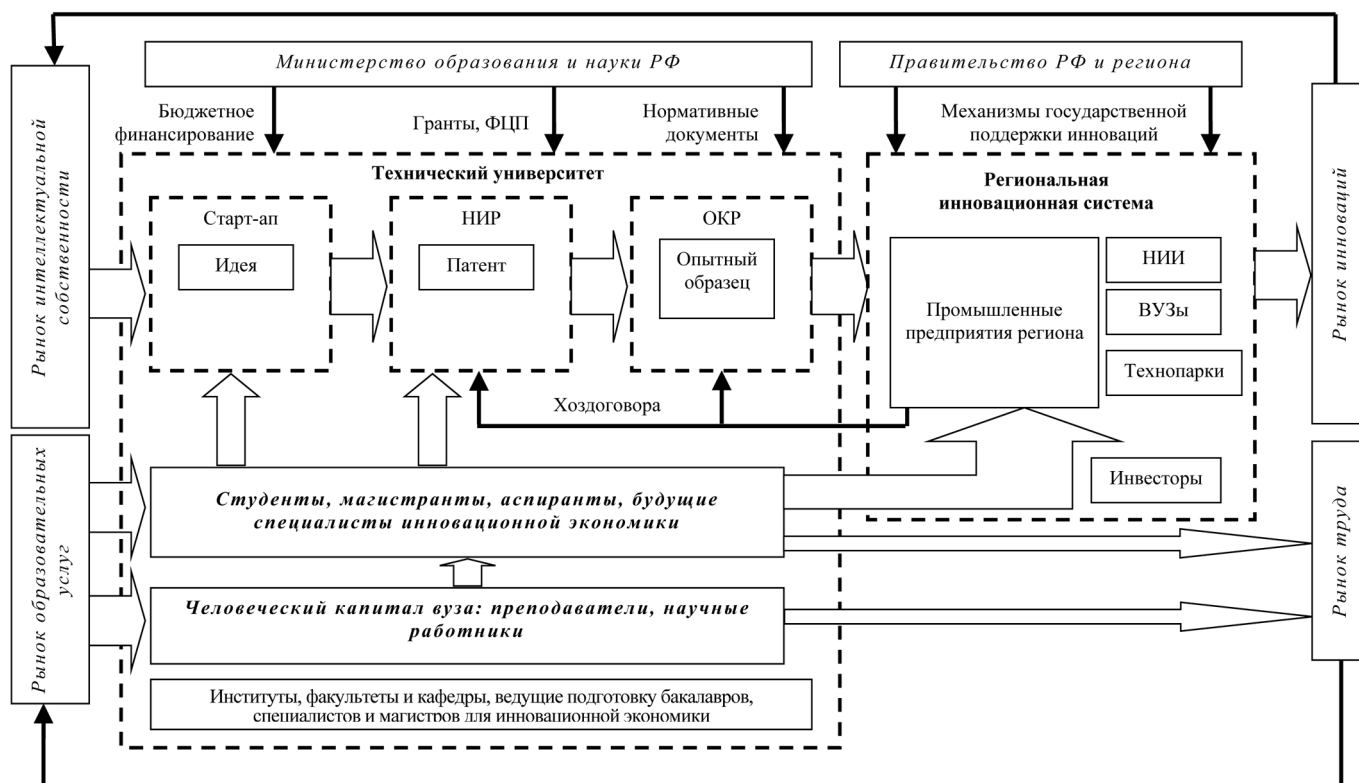 Министерство образования и науки РФ
Правительство РФ и региона
Бюджетное
финансирование
Гранты, ФЦП
Нормативные
документы
Механизмы государственной
поддержки инноваций
Рынок интеллектуальной
собственности
Технический университет
Региональная
инновационная система
Старт-ап
Идея
НИР
Патент
ОКР
Опытный
образец
Промышленные
предприятия региона
НИИ
ВУЗы
Технопарки
Инвесторы
Рынок инноваций
Хоздоговора
Рынок образовательных
услуг
Студенты, магистранты, аспиранты, будущие
специалисты инновационной экономики
Человеческий капитал вуза: преподаватели, научные
работники
Институты, факультеты и кафедры, ведущие подготовку бакалавров,
специалистов и магистров для инновационной экономики
Рынок труда